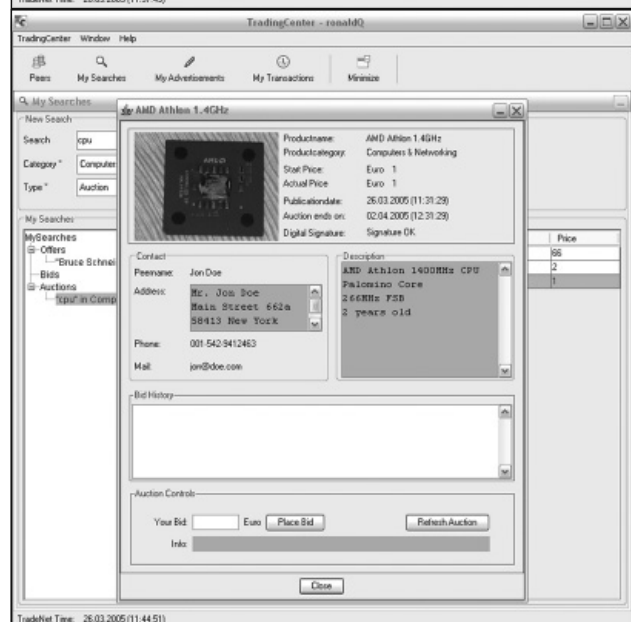 TradeNet Time: 26.03.2005 (11:37:43)
TradingCenter - ronaldQ
TradingCenter Window Help
Peers My Searches My Advertisements My Transactions Minimize
My Searches
New Search
Search cpu
Category * Computer
Type * Auction
My Searches
MySearches
Offers
"Bruce Schnei
Bids
Auctions
"cpu" in Comp
Price
66
2
1
AMD Athlon 1.4GHz
AMD
Productname: AMD Athlon 1.4GHz
Productcategory: Computers & Networking
Start Price: Euro 1
Actual Price Euro 1
Publicationdate: 26.03.2005 (11:31:29)
Auction ends on: 02.04.2005 (12:31:29)
Digital Signature: Signature OK
Contact
Peername: Jon Doe
Address: Mr. Jon Doe
Main Street 662a
58413 New York
Phone: 001-542-9412463
Mail: jon@doe.com
Description
AMD Athlon 1400MHz CPU
Palomino Core
266MHz FSB
2 years old
Bid History
Auction Controls
Your Bid: Euro Place Bid Refresh Auction
Info:
Close
TradeNet Time: 26.03.2005 (11:44:51)